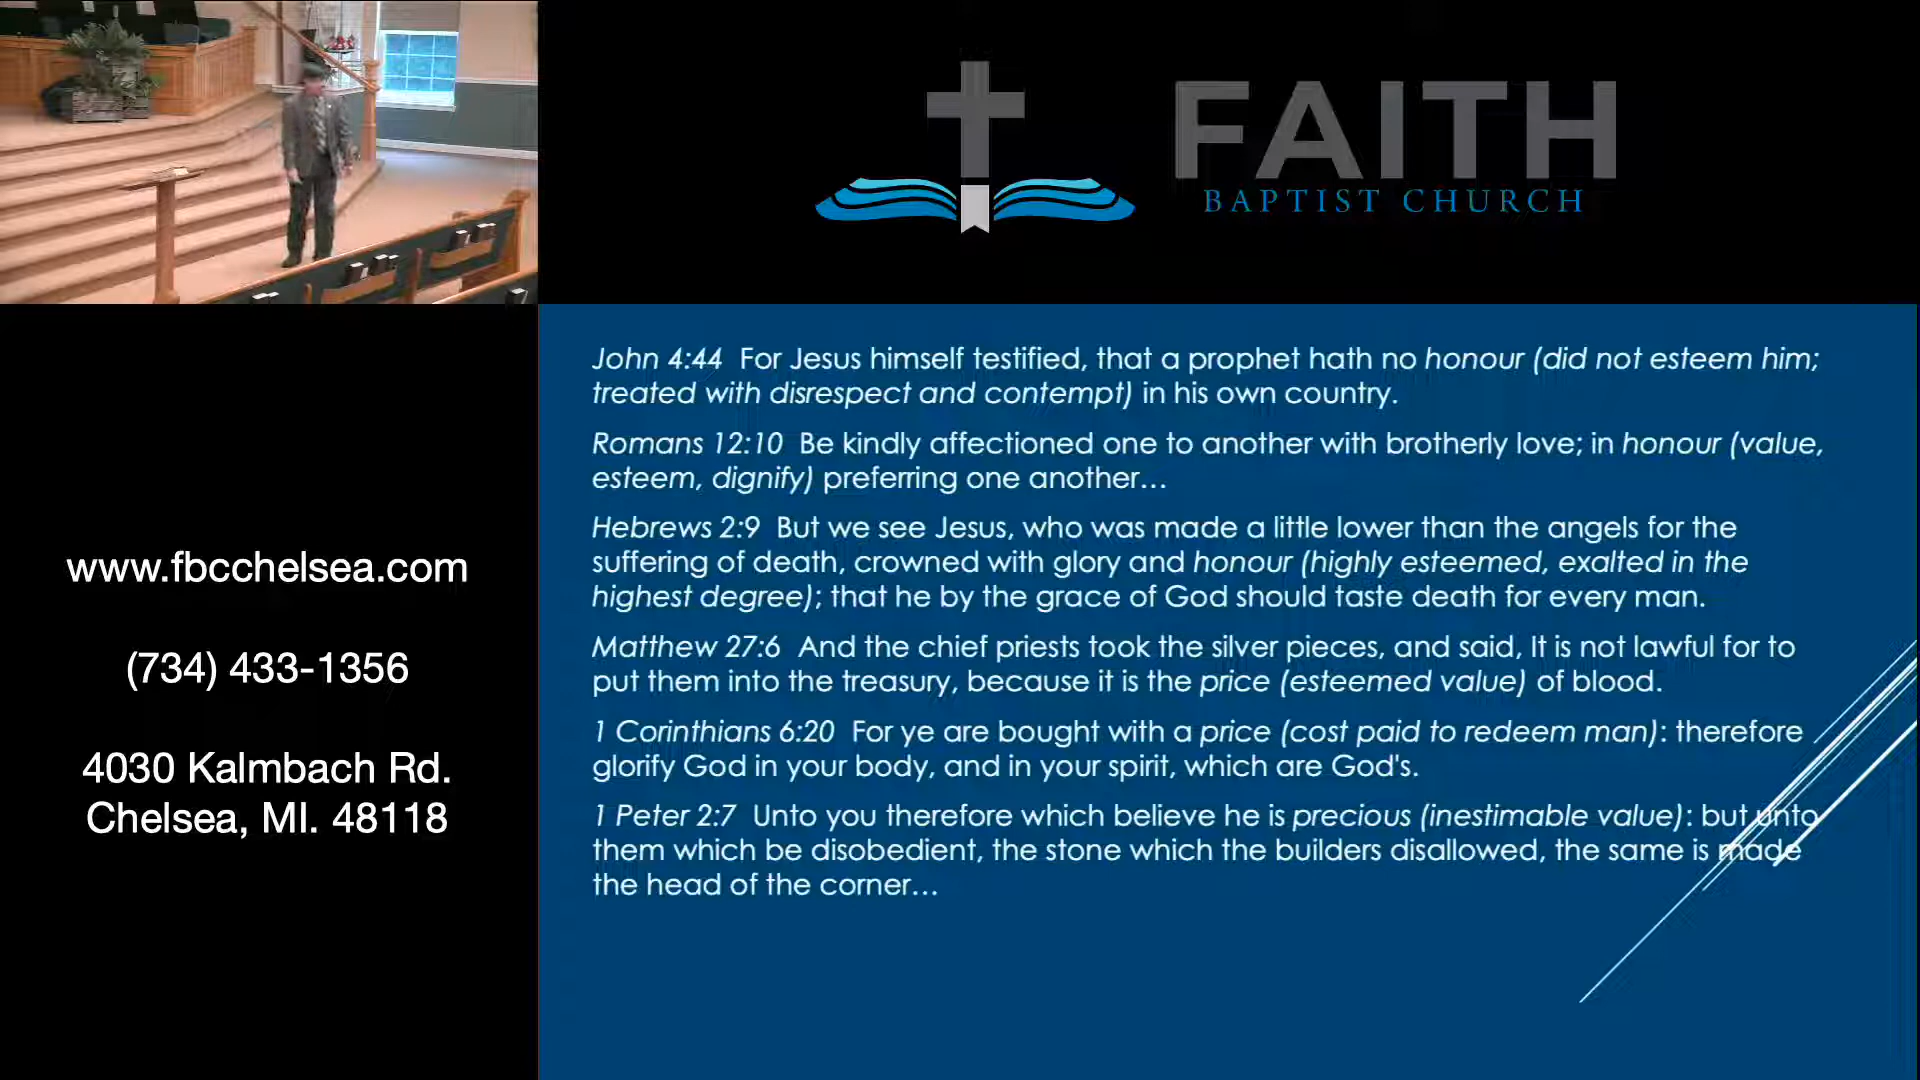 FAITH
BAPTIST CHURCH
www.fbcchelsea.com
(734) 433-1356
4030 Kalmbach Rd.
Chelsea, MI. 48118
John 4:44  For Jesus himself testified, that a prophet hath no honour (did not esteem him;
treated with disrespect and contempt) in his own country.
Romans 12:10  Be kindly affectioned one to another with brotherly love; in honour (value,
esteem, dignify) preferring one another…
Hebrews 2:9  But we see Jesus, who was made a little lower than the angels for the
suffering of death, crowned with glory and honour (highly esteemed, exalted in the
highest degree); that he by the grace of God should taste death for every man.
Matthew 27:6  And the chief priests took the silver pieces, and said, It is not lawful for to
put them into the treasury, because it is the price (esteemed value) of blood.
1 Corinthians 6:20  For ye are bought with a price (cost paid to redeem man): therefore
glorify God in your body, and in your spirit, which are God's.
1 Peter 2:7  Unto you therefore which believe he is precious (inestimable value): but unto
them which be disobedient, the stone which the builders disallowed, the same is made
the head of the corner…